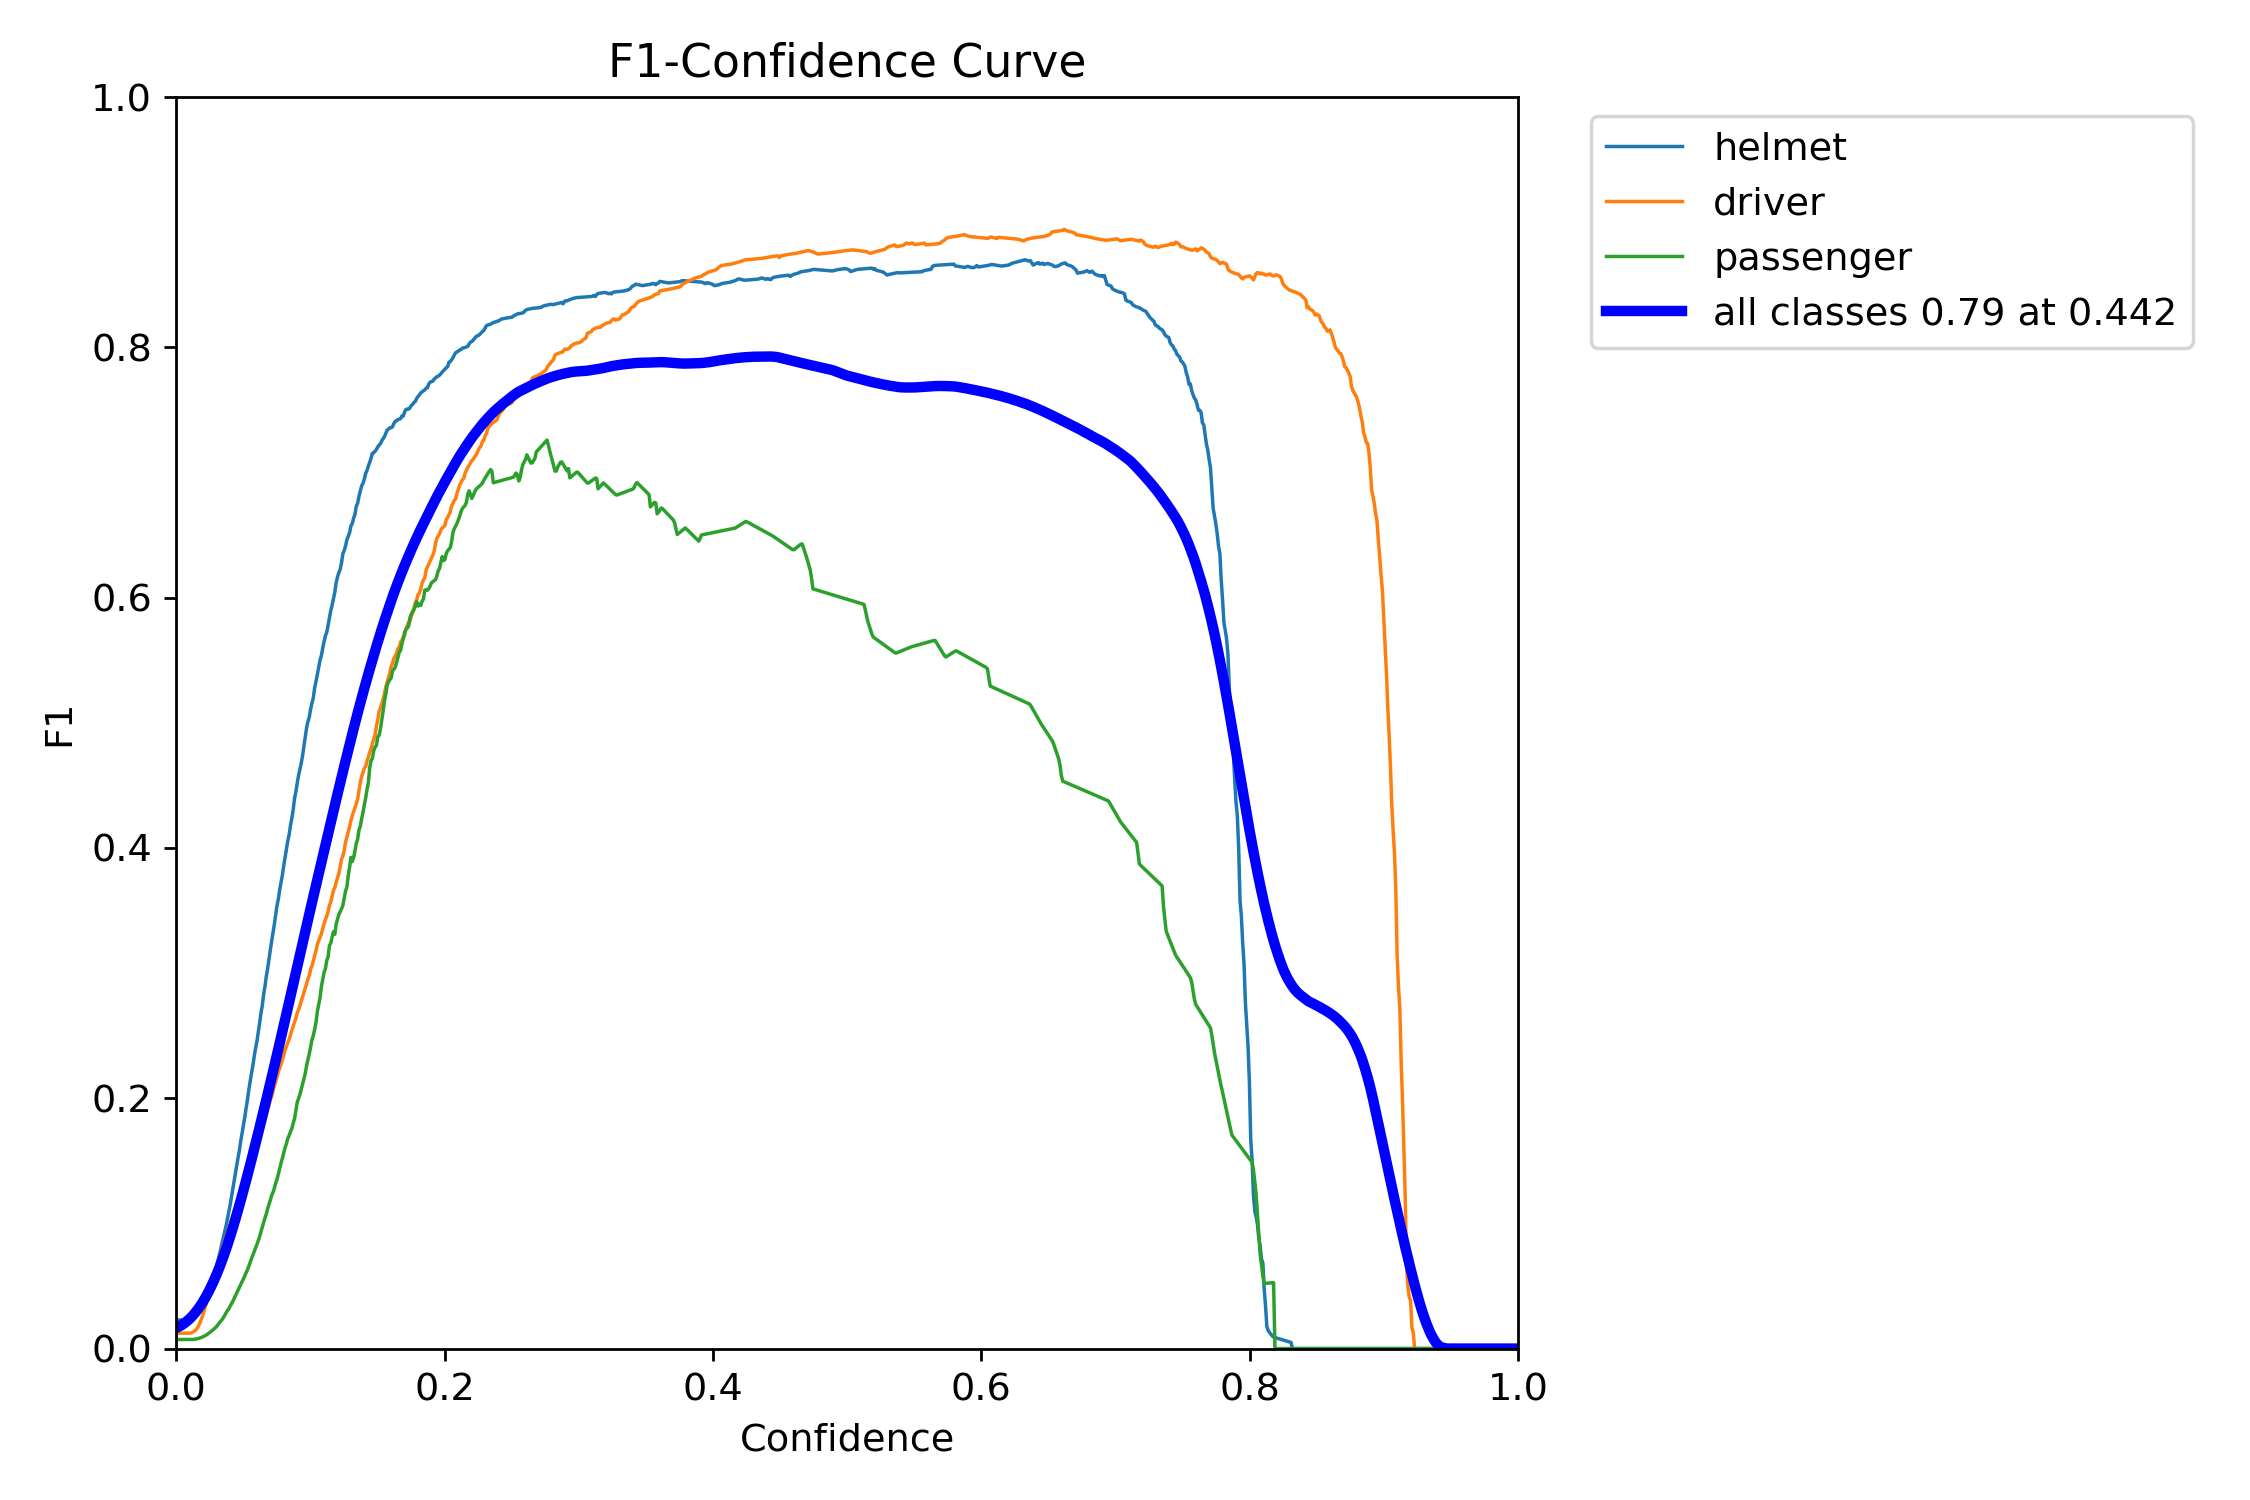 F1-Confidence Curve
1.0
0.8
0.6
0.4
0.2
0.0
F1
0.0 0.2 0.4 0.6 0.8 1.0
Confidence
helmet
driver
passenger
all classes 0.79 at 0.442